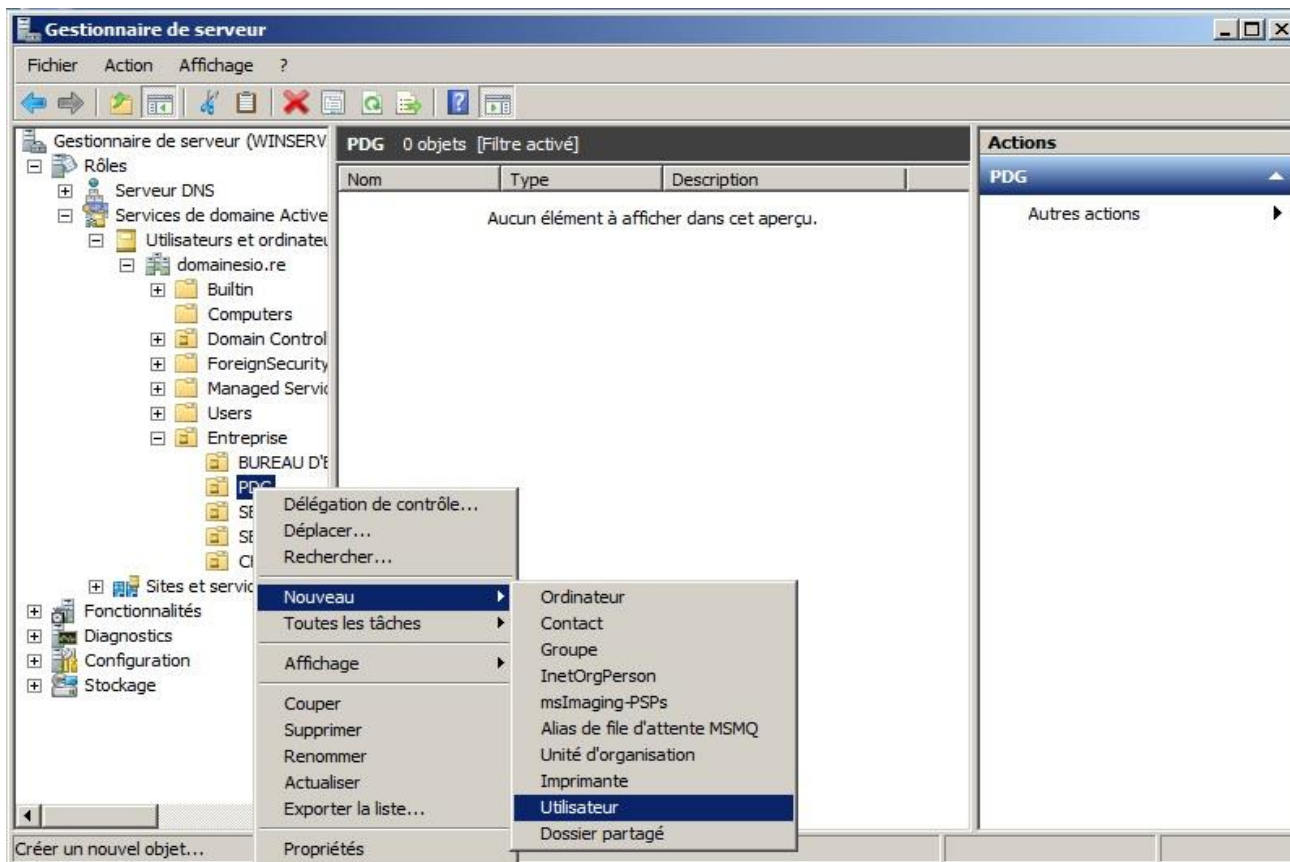 Gestionnaire de serveur
Fichier Action Affichage ?
Gestionnaire de serveur (WINSERV
Rôles
Serveur DNS
Services de domaine Active
Utilisateurs et ordinateu
domainesio.re
Builtin
Computers
Domain Control
ForeignSecurity
Managed Servic
Users
Entreprise
BUREAU D'E
PDG
SE
SE
Sites et servic
Fonctionnalités
Diagnostics
Configuration
Stockage
PDG 0 objets [Filtre activé]
Nom Type Description
Aucun élément à afficher dans cet aperçu.
Actions
PDG
Autres actions
Délégation de contrôle...
Déplacer...
Rechercher...
Nouveau
Toutes les tâches
Affichage
Couper
Supprimer
Renommer
Actualiser
Exporter la liste...
Propriétés
Ordinateur
Contact
Groupe
InetOrgPerson
msImaging-PSPs
Alias de file d'attente MSMQ
Unité d'organisation
Imprimante
Utilisateur
Dossier partagé
Créer un nouvel objet...